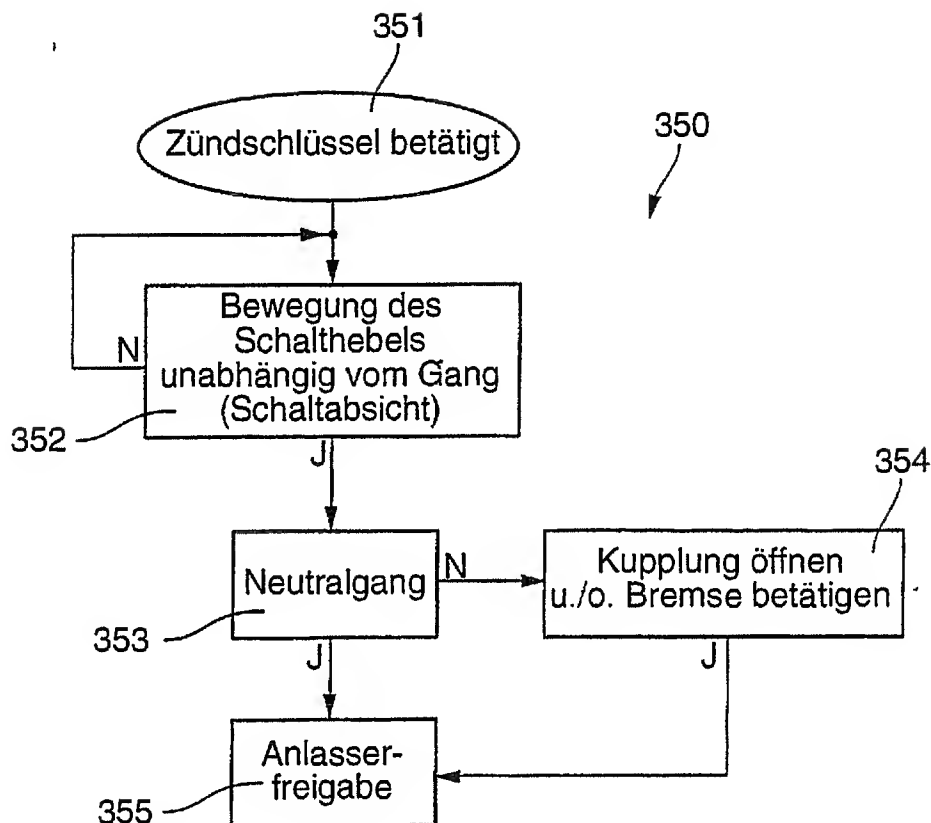 351
Zündschlüssel betätigt
350
Bewegung des
Schalthebels
unabhängig vom Gang
(Schaltabsicht)
N
352
J
354
Neutralgang
N
Kupplung öffnen
u./o. Bremse betätigen
353
J
J
Anlasser-
freigabe
355